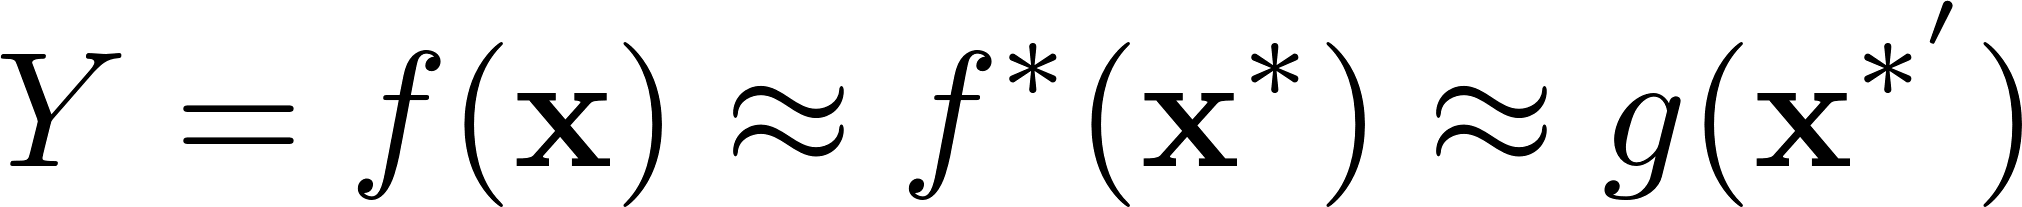 Y = f(𝐱) ≈ f*(𝐱*) ≈ g(𝐱*′)